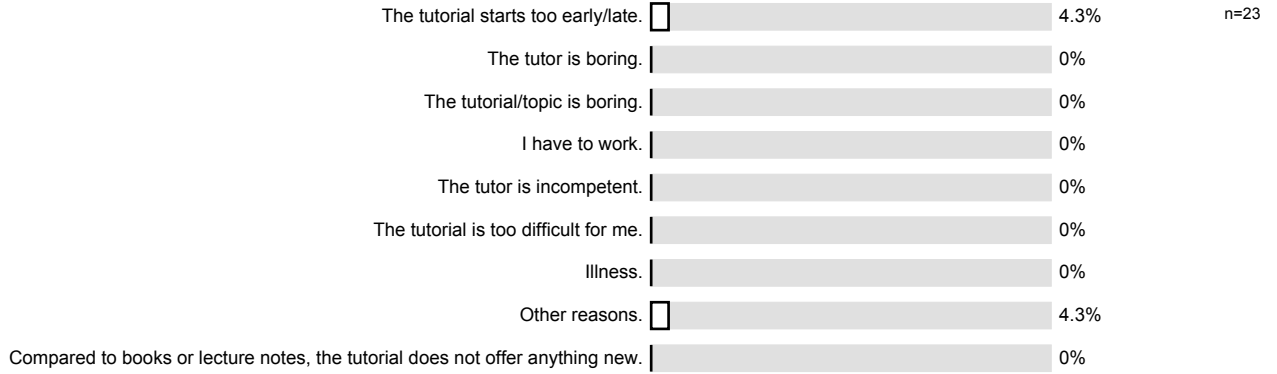 The tutorial starts too early/late. 4.3% n=23
The tutor is boring. 0%
The tutorial/topic is boring. 0%
I have to work. 0%
The tutor is incompetent. 0%
The tutorial is too difficult for me. 0%
Illness. 0%
Other reasons. 4.3%
Compared to books or lecture notes, the tutorial does not offer anything new. 0%